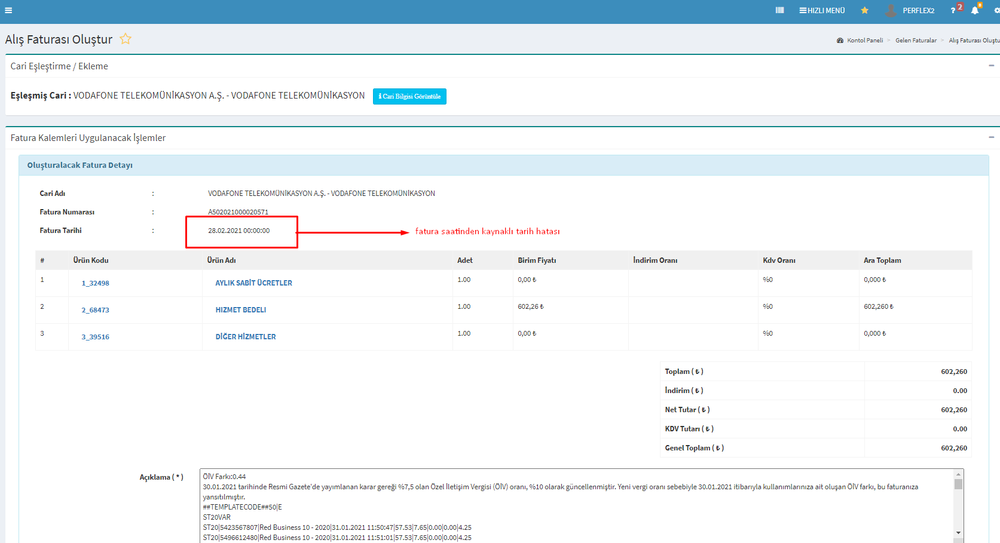 HIZLI MENÜ
PERFLEX2
?
2
8
Alış Faturası Oluştur
Kontol Paneli > Gelen Faturalar > Alış Faturası Oluştu
Cari Eşleştirme / Ekleme
Eşleşmiş Cari : VODAFONE TELEKOMÜNİKASYON A.Ş. - VODAFONE TELEKOMÜNİKASYON
Cari Bilgisi Görüntüle
Fatura Kalemleri Uygulanacak İşlemler
Oluşturalacak Fatura Detayı
Cari Adı : VODAFONE TELEKOMÜNİKASYON A.Ş. - VODAFONE TELEKOMÜNİKASYON
Fatura Numarası : A502021000020571
Fatura Tarihi : 28.02.2021 00:00:00
fatura saatinden kaynaklı tarih hatası
# Ürün Kodu Ürün Adı Adet Birim Fiyatı İndirim Oranı Kdv Oranı Ara Toplam
1 1_32498 AYLIK SABİT ÜCRETLER 1.00 0,00 ₺ %0 0,000 ₺
2 2_68473 HIZMET BEDELI 1.00 602,26 ₺ %0 602,260 ₺
3 3_39516 DİĞER HİZMETLER 1.00 0,00 ₺ %0 0,000 ₺
Toplam ( ₺ ) 602,260
İndirim ( ₺ ) 0.00
Net Tutar ( ₺ ) 602,260
KDV Tutarı ( ₺ ) 0.00
Genel Toplam ( ₺ ) 602,260
Açıklama ( * )
ÖİV Farkı:0.44
30.01.2021 tarihinde Resmi Gazete'de yayımlanan karar gereği %7,5 olan Özel İletişim Vergisi (ÖİV) oranı, %10 olarak güncellenmiştir. Yeni vergi oranı sebebiyle 30.01.2021 itibarıyla kullanımlarınıza ait oluşan ÖİV farkı, bu faturanıza
yansıtılmıştır.
##TEMPLATECODE##50|E
ST20VAR
ST20|5423567807|Red Business 10 - 2020|31.01.2021 11:50:47|57.53|7.65|0.00|0.00|4.25
ST20|5496612480|Red Business 10 - 2020|31.01.2021 11:51:01|57.53|7.65|0.00|0.00|4.25